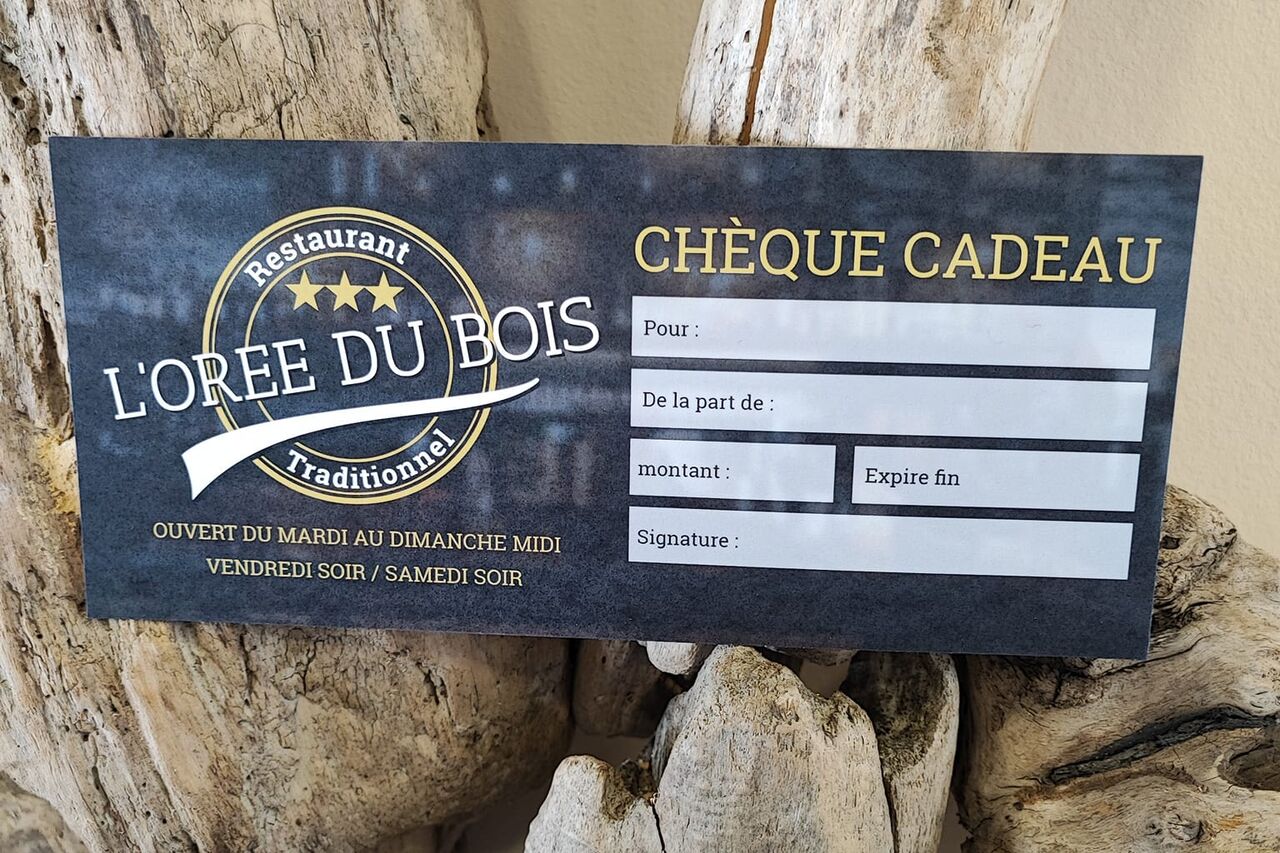 Restaurant
L'OREE DU BOIS
Traditionnel
OUVERT DU MARDI AU DIMANCHE MIDI
VENDREDI SOIR / SAMEDI SOIR
CHÈQUE CADEAU
Pour :
De la part de :
montant :
Expire fin
Signature :